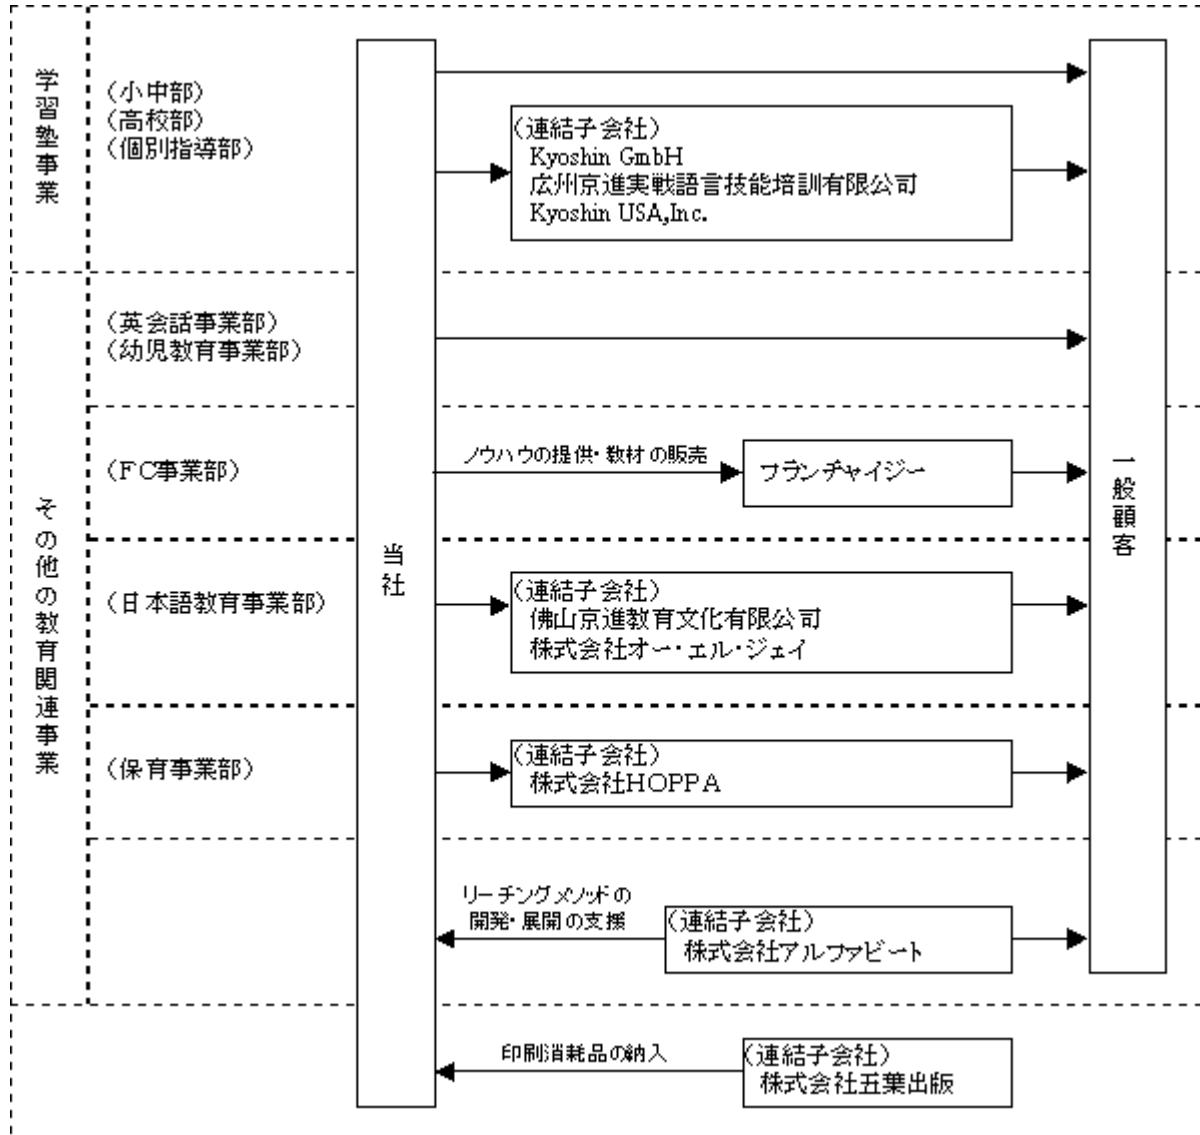 学習塾事業
（小中部）
（高校部）
（個別指導部）
（連結子会社）
Kyoshin GmbH
広州京進実戦語言技能培訓有限公司
Kyoshin USA,Inc.
その他の教育関連事業
（英会話事業部）
（幼児教育事業部）
（FC事業部）
ノウハウの提供・教材の販売
フランチャイジー
当社
一般顧客
（日本語教育事業部）
（連結子会社）
佛山京進教育文化有限公司
株式会社オー・エル・ジェイ
（保育事業部）
（連結子会社）
株式会社HOPPA
リーチングメソッドの
開発・展開の支援
（連結子会社）
株式会社アルファビート
印刷消耗品の納入
（連結子会社）
株式会社五葉出版